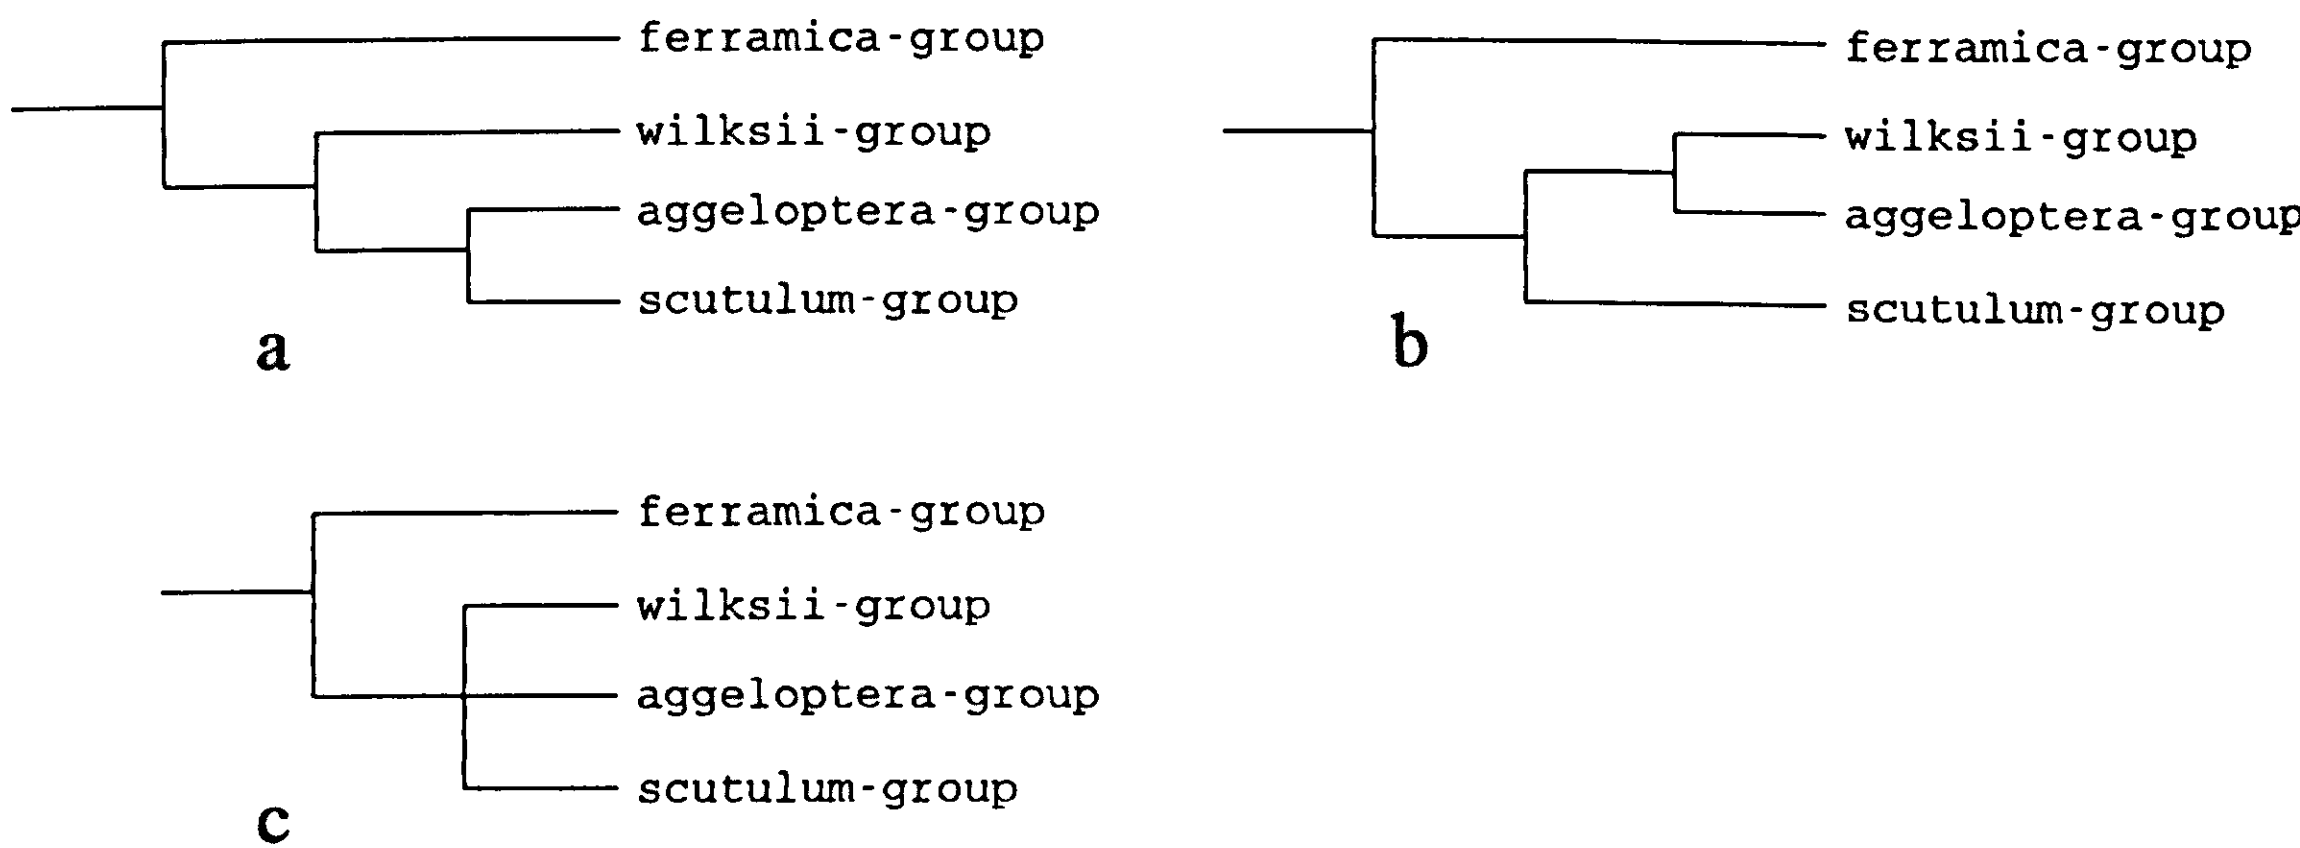 ferramica-group
wilksii-group
aggeloptera-group
scutulum-group
a
ferramica-group
wilksii-group
aggeloptera-group
scutulum-group
b
ferramica-group
wilksii-group
aggeloptera-group
scutulum-group
c